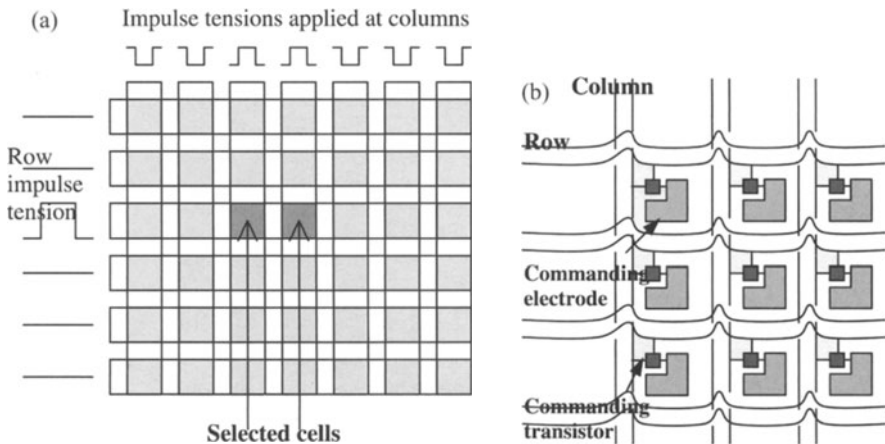 (a)
Impulse tensions applied at columns
Row
impulse
tension
Selected cells
(b)
Column
Row
Commanding
electrode
Commanding
transistor